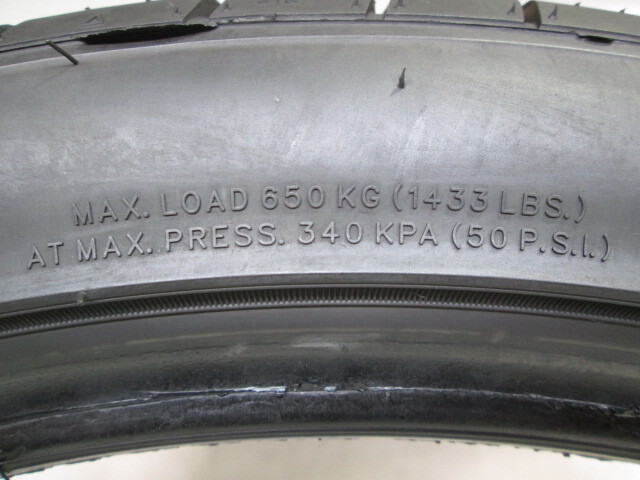 MAX. LOAD 650 KG (1433 LBS.)
AT MAX. PRESS. 340 KPA (50 P.S.I.)